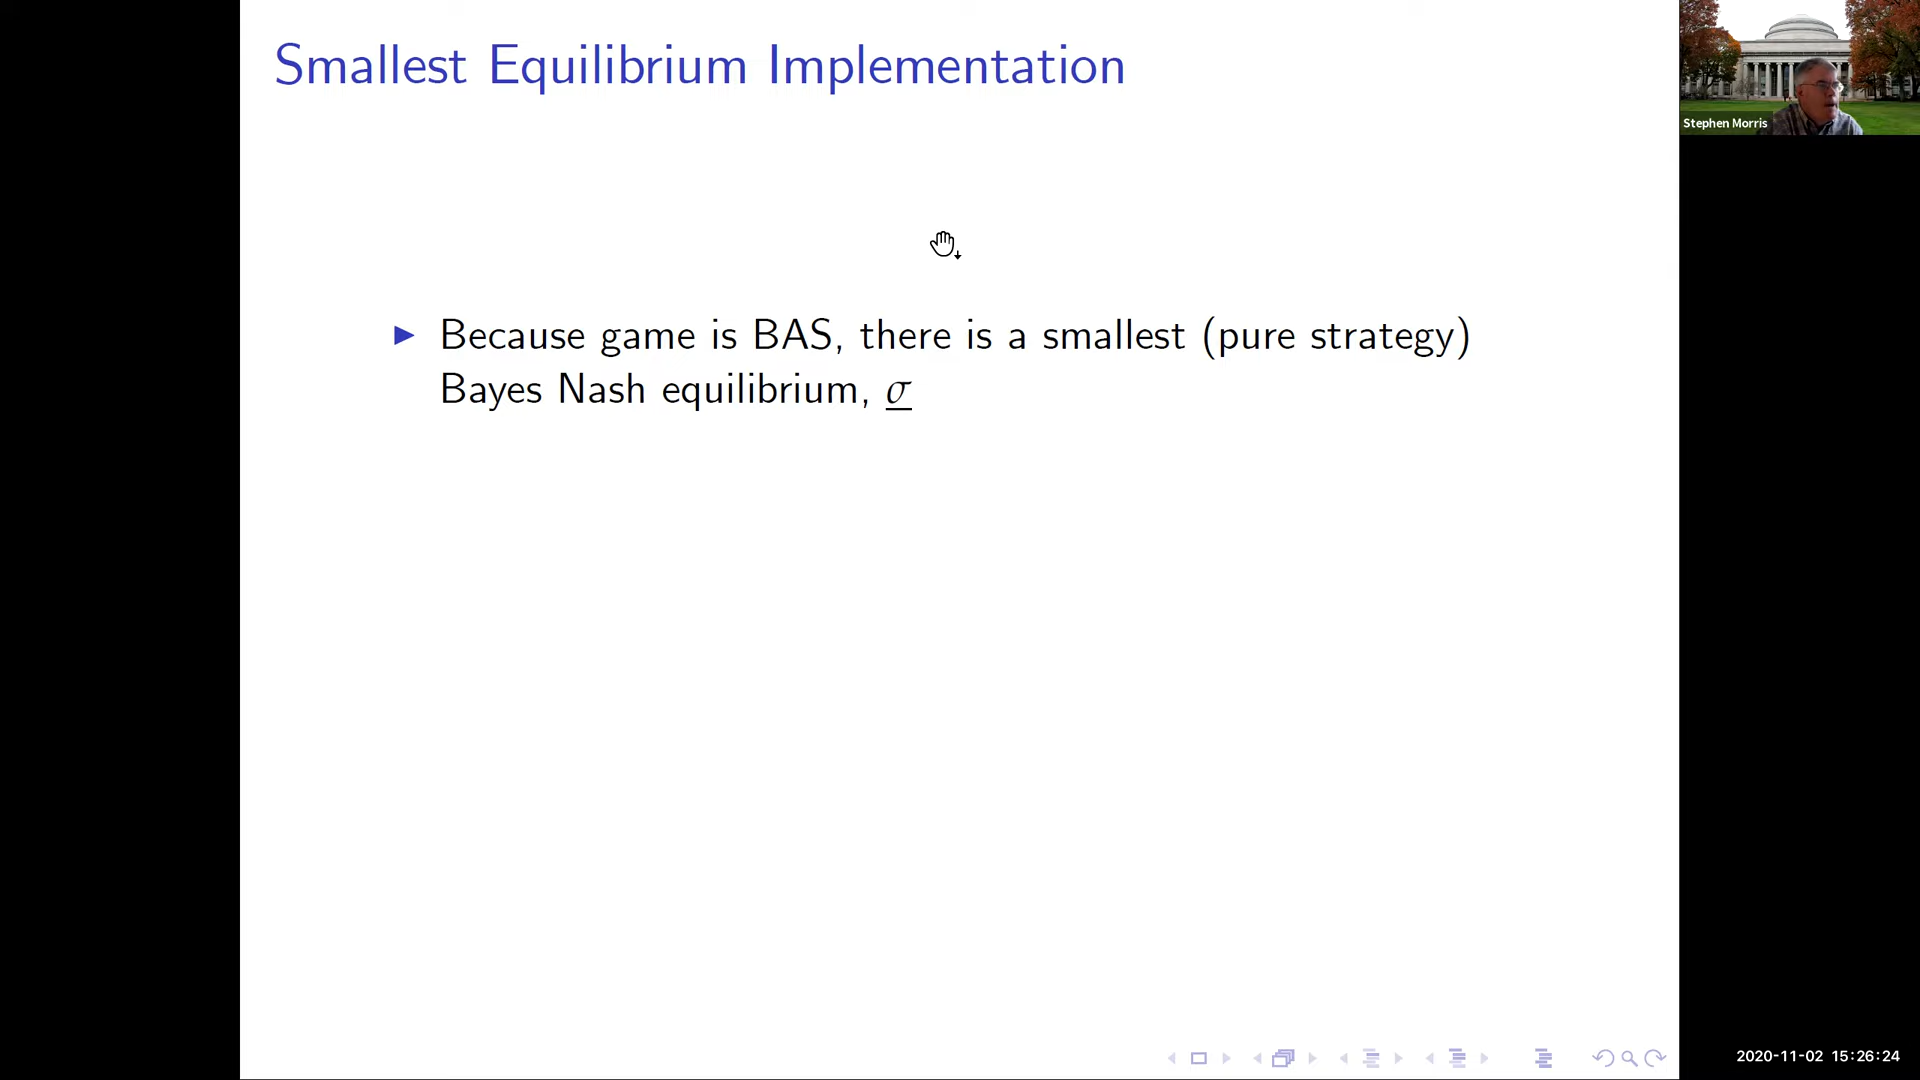 Smallest Equilibrium Implementation
Stephen Morris
Because game is BAS, there is a smallest (pure strategy)
Bayes Nash equilibrium, σ̲
2020-11-02 15:26:24